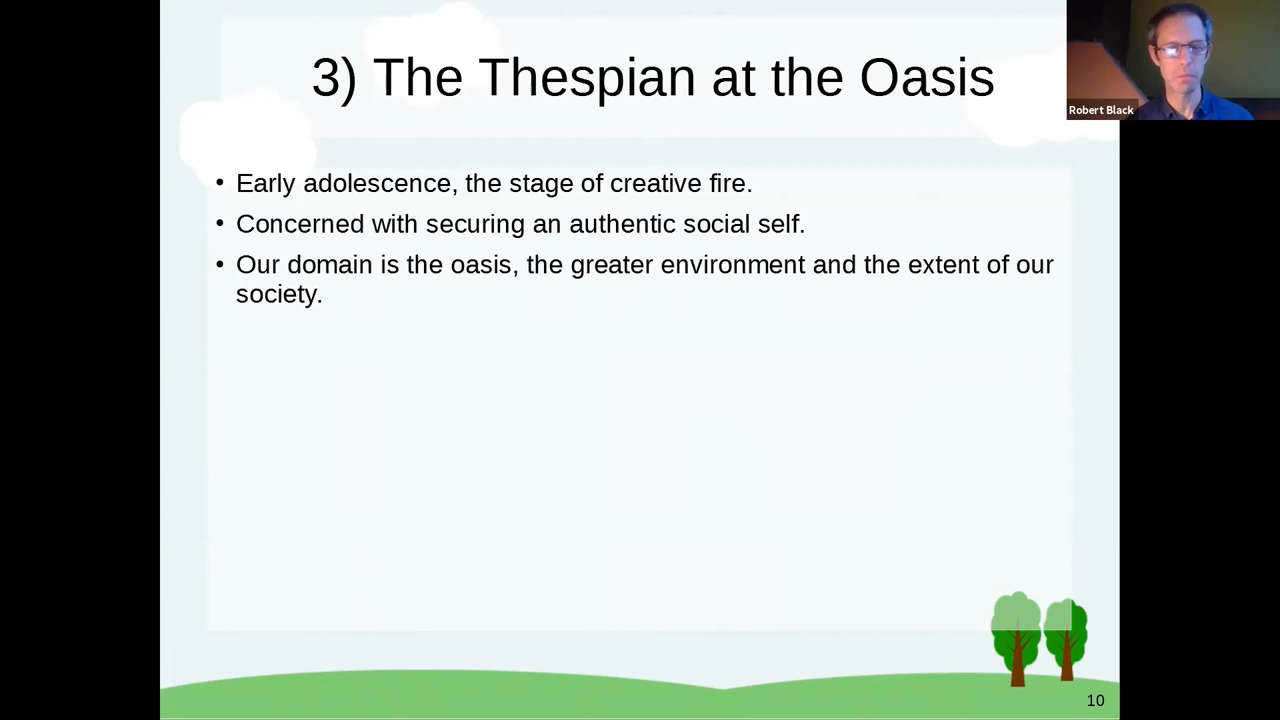 3) The Thespian at the Oasis
Robert Black
• Early adolescence, the stage of creative fire.
• Concerned with securing an authentic social self.
• Our domain is the oasis, the greater environment and the extent of our
society.
10